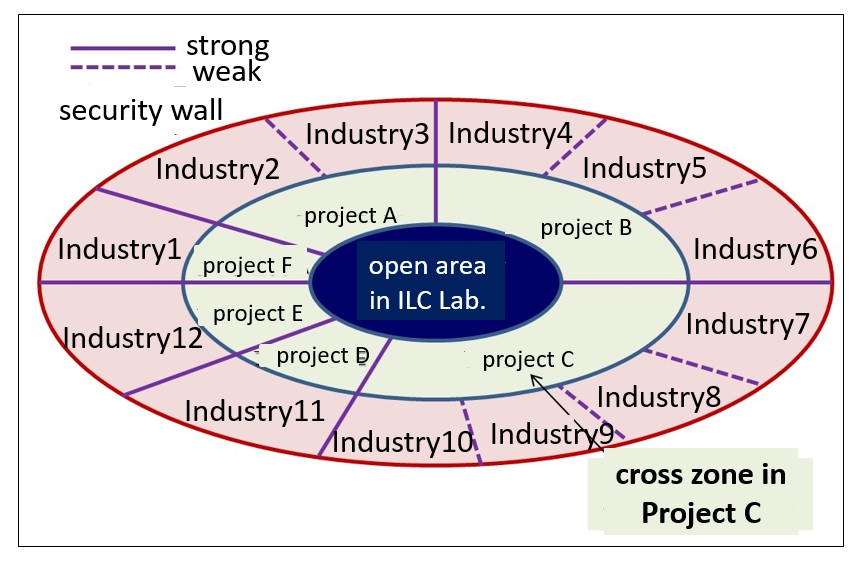 strong
weak
security wall
Industry3
Industry4
Industry2
Industry5
project A
project B
Industry1
Industry6
project F
open area
in ILC Lab.
project E
Industry12
Industry7
project D
project C
Industry8
Industry11
Industry10
Industry9
cross zone in
Project C